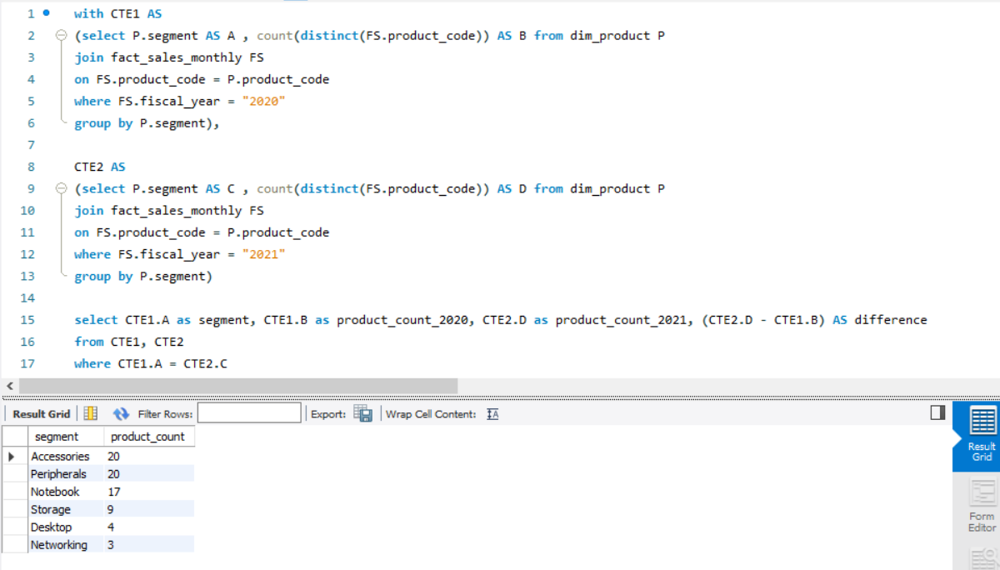 1 with CTE1 AS
2 (select P.segment AS A , count(distinct(FS.product_code)) AS B from dim_product P
3 join fact_sales_monthly FS
4 on FS.product_code = P.product_code
5 where FS.fiscal_year = "2020"
6 group by P.segment),
7
8 CTE2 AS
9 (select P.segment AS C , count(distinct(FS.product_code)) AS D from dim_product P
10 join fact_sales_monthly FS
11 on FS.product_code = P.product_code
12 where FS.fiscal_year = "2021"
13 group by P.segment)
14
15 select CTE1.A as segment, CTE1.B as product_count_2020, CTE2.D as product_count_2021, (CTE2.D - CTE1.B) AS difference
16 from CTE1, CTE2
17 where CTE1.A = CTE2.C
Result Grid Filter Rows: Export: Wrap Cell Content: IA
segment product_count
Accessories 20
Peripherals 20
Notebook 17
Storage 9
Desktop 4
Networking 3
Result
Grid
Form
Editor